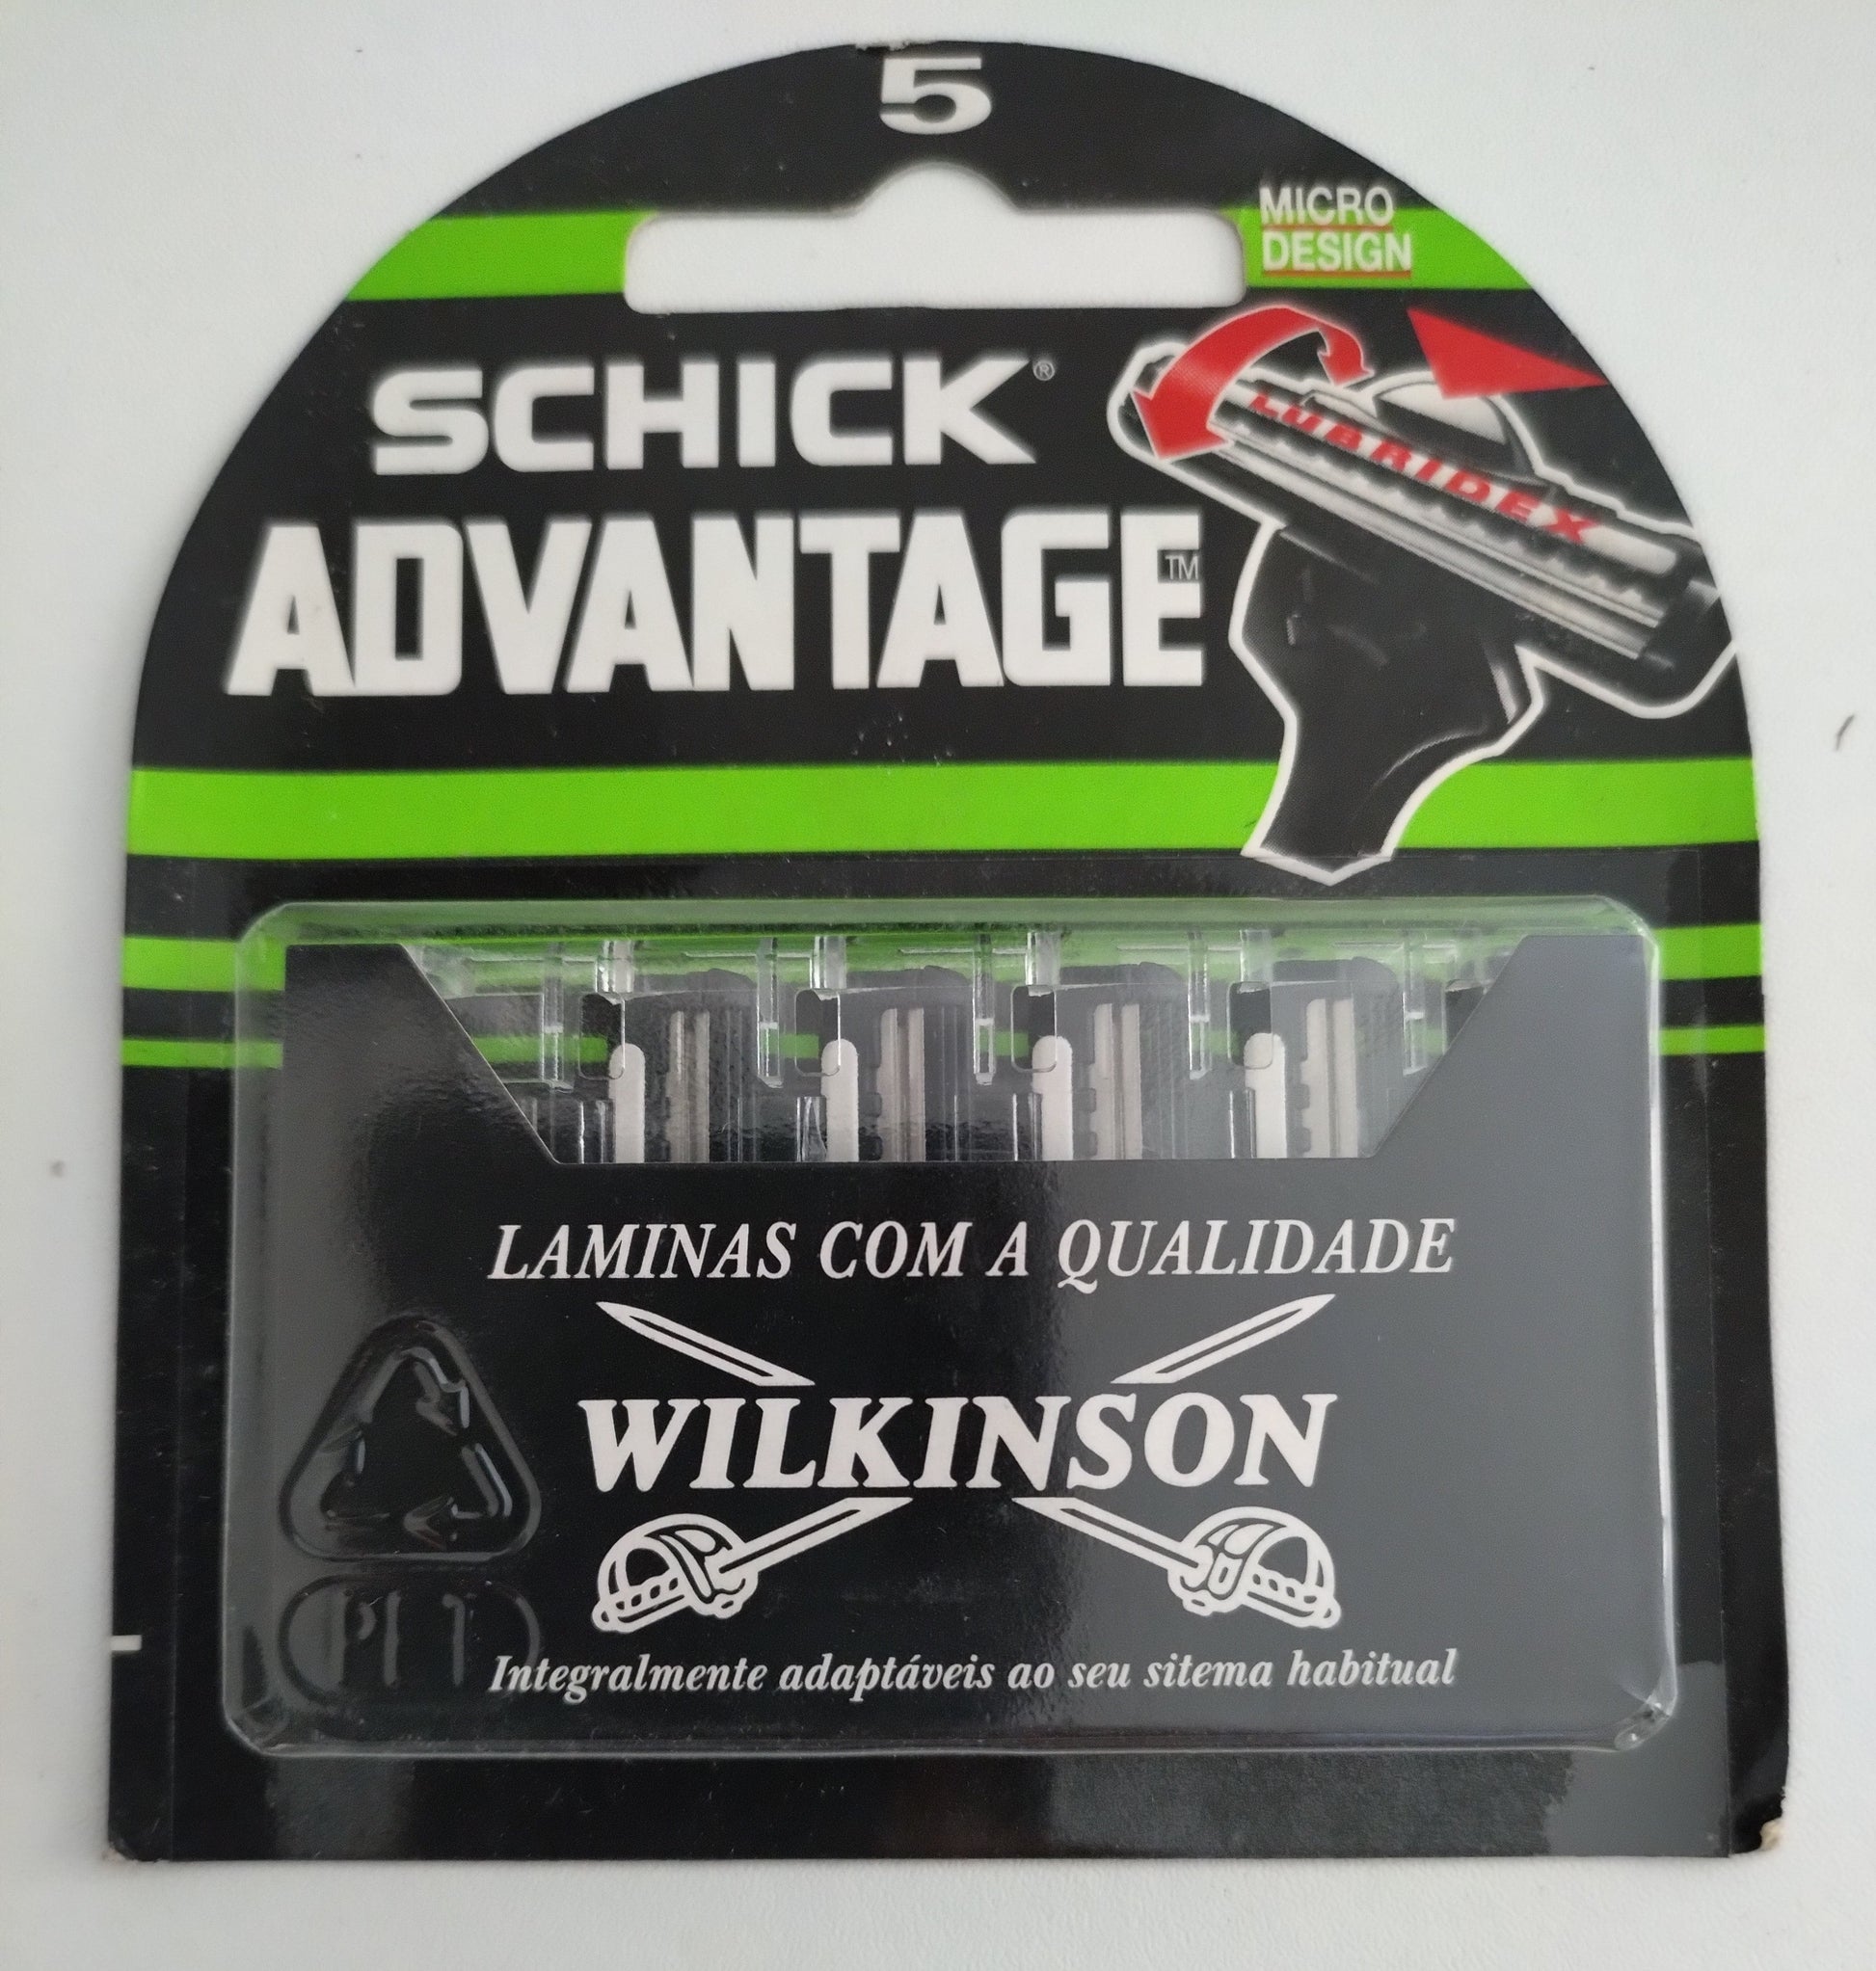 5
MICRO
DESIGN
SCHICK®
ADVANTAGE™
LUBRIDEX
LAMINAS COM A QUALIDADE
WILKINSON
Integralmente adaptáveis ao seu sitema habitual